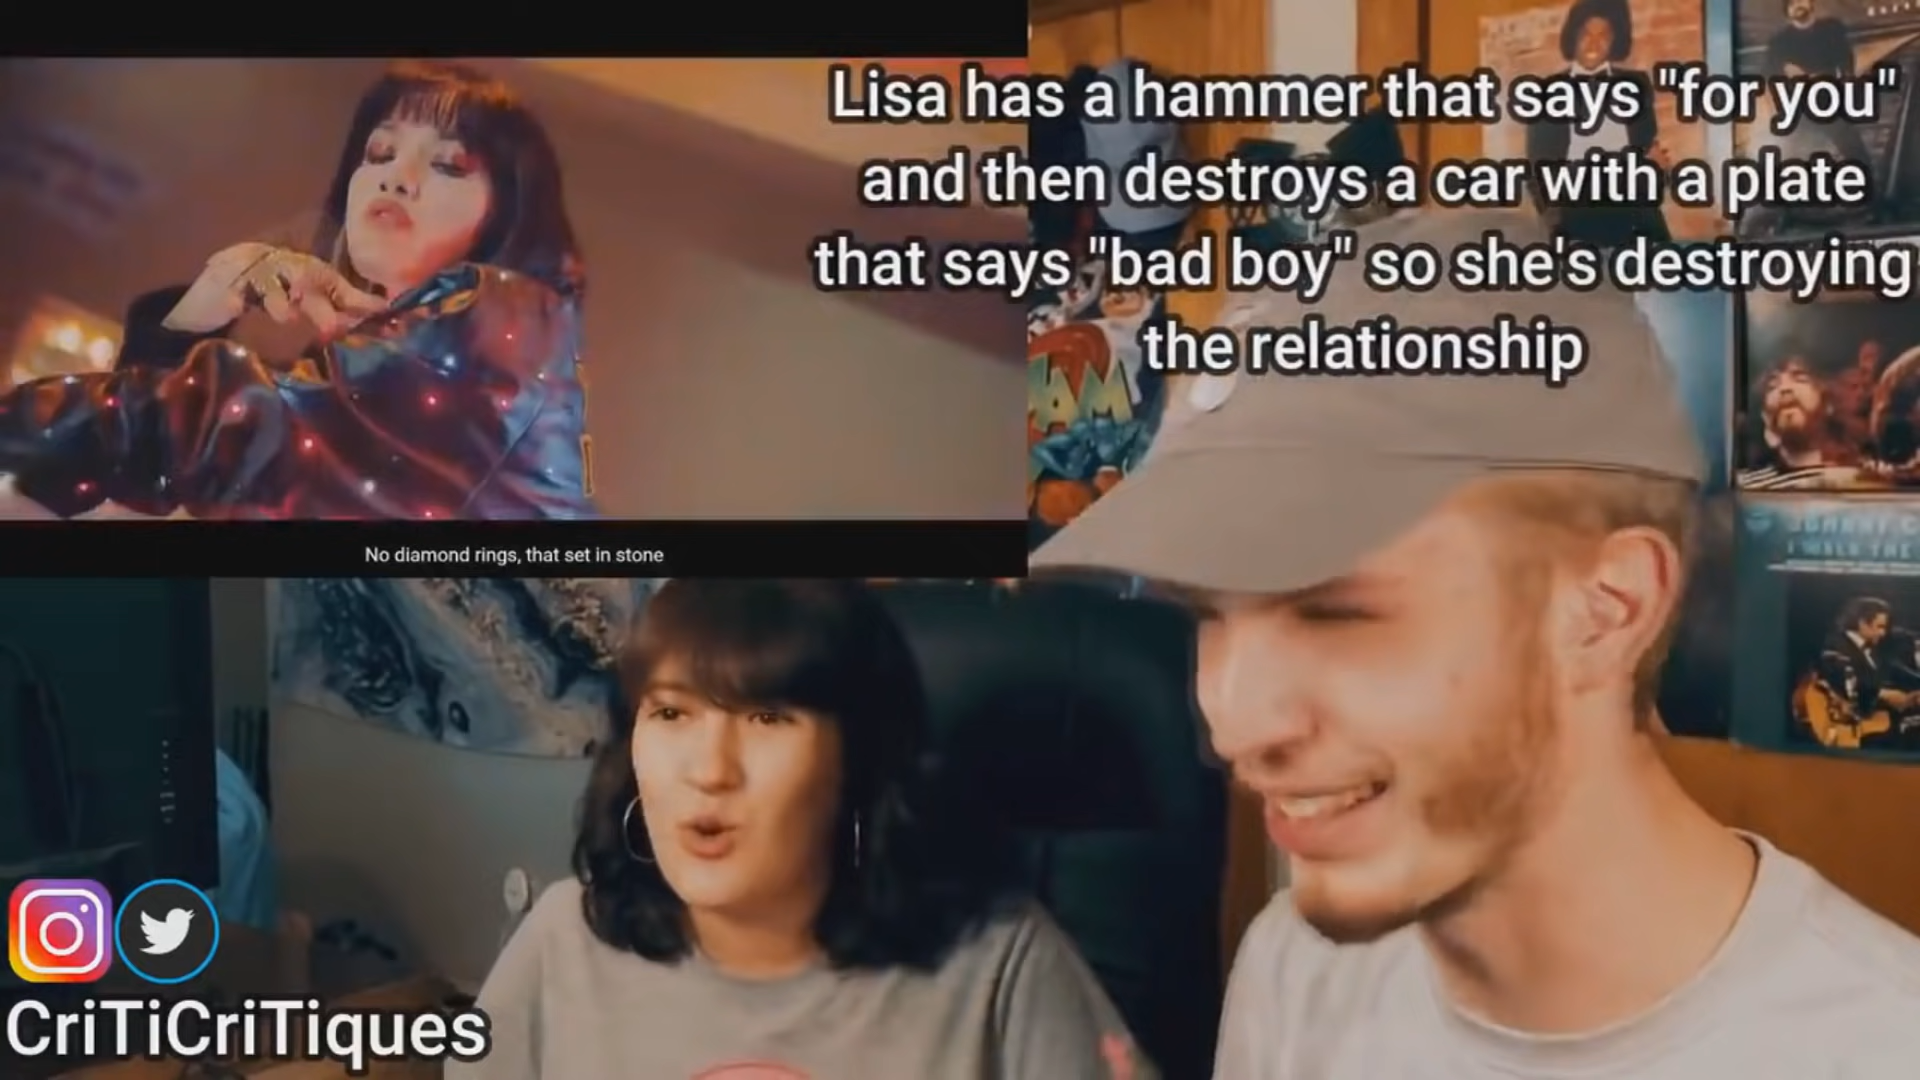 Lisa has a hammer that says "for you"
and then destroys a car with a plate
that says "bad boy" so she's destroying
the relationship
AM
No diamond rings, that set in stone
CriTiCriTiques